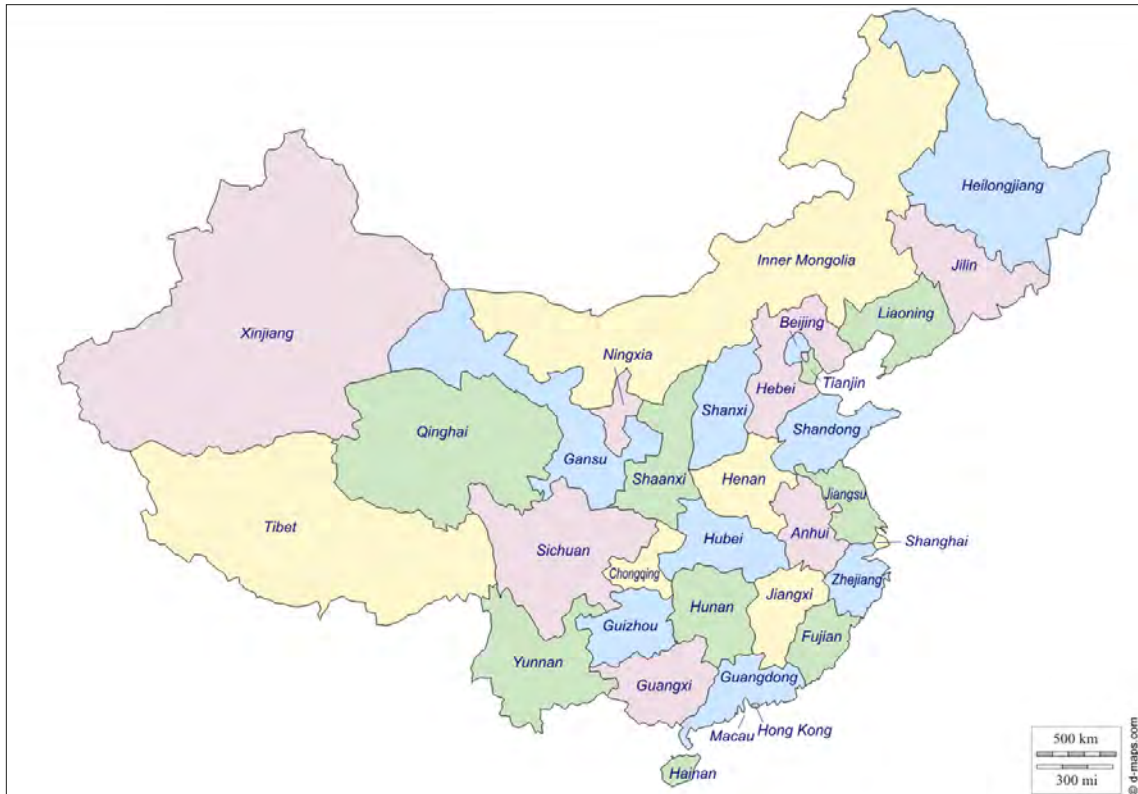 Heilongjiang
Inner Mongolia
Jilin
Liaoning
Beijing
Xinjiang
Ningxia
Tianjin
Hebei
Shanxi
Qinghai
Shandong
Gansu
Shaanxi
Henan
Jiangsu
Tibet
Anhui
Hubei
Shanghai
Sichuan
Chongqing
Zhejiang
Jiangxi
Hunan
Guizhou
Fujian
Yunnan
Guangdong
Guangxi
Macau
Hong Kong
Hainan
500 km
300 mi
© d-maps.com